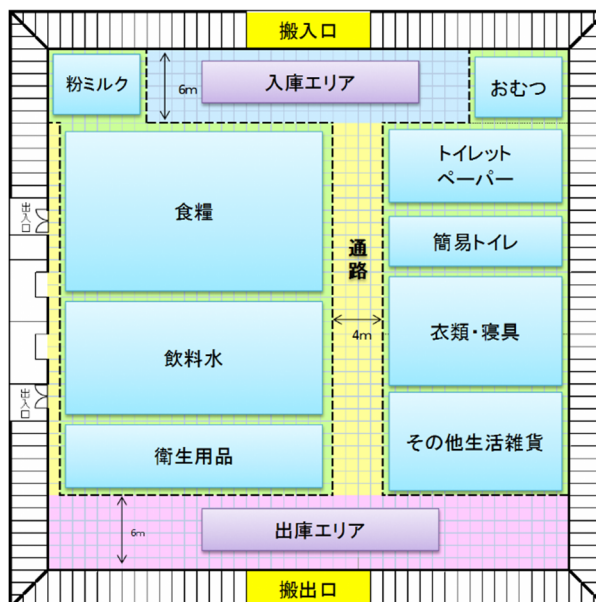 搬入口
粉ミルク
6m
入庫エリア
おむつ
食糧
トイレット
ペーパー
出入口
通路
簡易トイレ
4m
衣類・寝具
飲料水
出入口
衛生用品
その他生活雑貨
6m
出庫エリア
搬出口